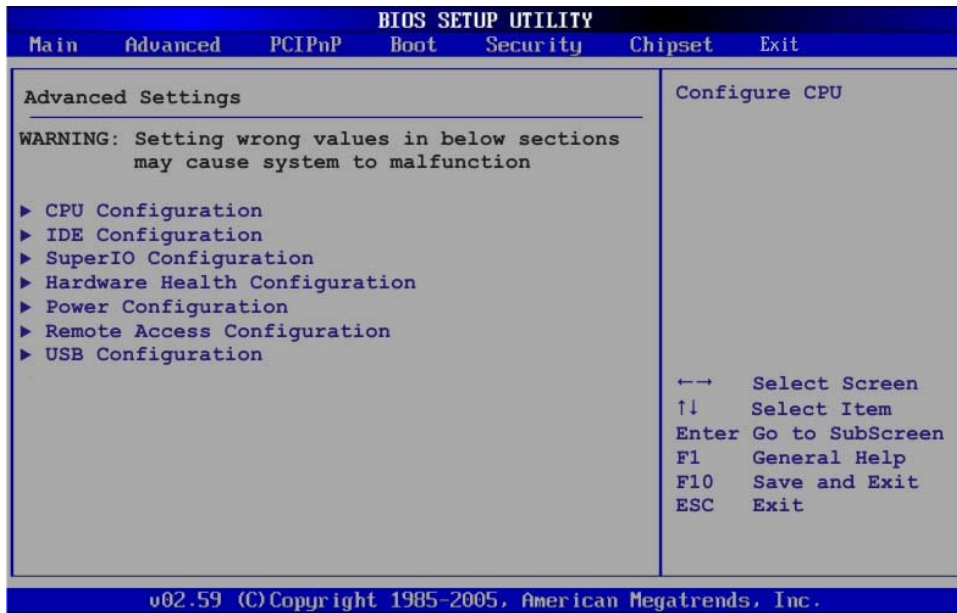 BIOS SETUP UTILITY
Main Advanced PCIPnP Boot Security Chipset Exit
Advanced Settings
WARNING: Setting wrong values in below sections
may cause system to malfunction
▶ CPU Configuration
▶ IDE Configuration
▶ SuperIO Configuration
▶ Hardware Health Configuration
▶ Power Configuration
▶ Remote Access Configuration
▶ USB Configuration
Configure CPU
←→ Select Screen
↑↓ Select Item
Enter Go to SubScreen
F1 General Help
F10 Save and Exit
ESC Exit
v02.59 (C)Copyright 1985-2005, American Megatrends, Inc.